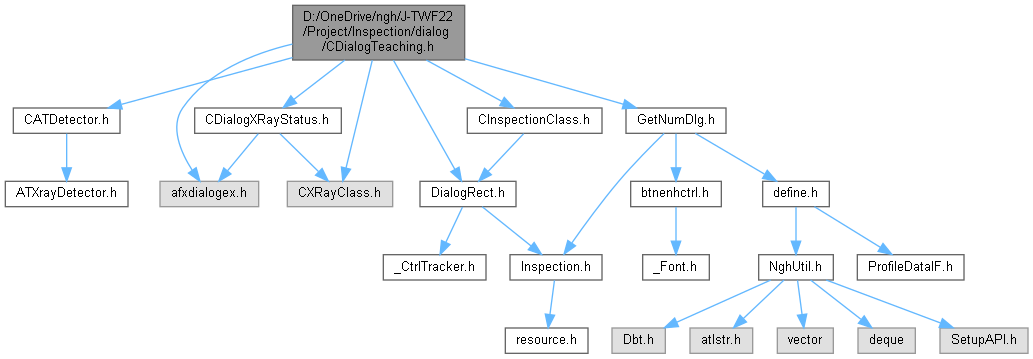 D:/OneDrive/ngh/J-TWF22
/Project/Inspection/dialog
/CDialogTeaching.h
CATDetector.h
CDialogXRayStatus.h
CInspectionClass.h
GetNumDlg.h
ATXrayDetector.h
afxdialogex.h
CXRayClass.h
DialogRect.h
btnenhctrl.h
define.h
_CtrlTracker.h
Inspection.h
_Font.h
NghUtil.h
ProfileDataIF.h
resource.h
Dbt.h
atlstr.h
vector
deque
SetupAPI.h